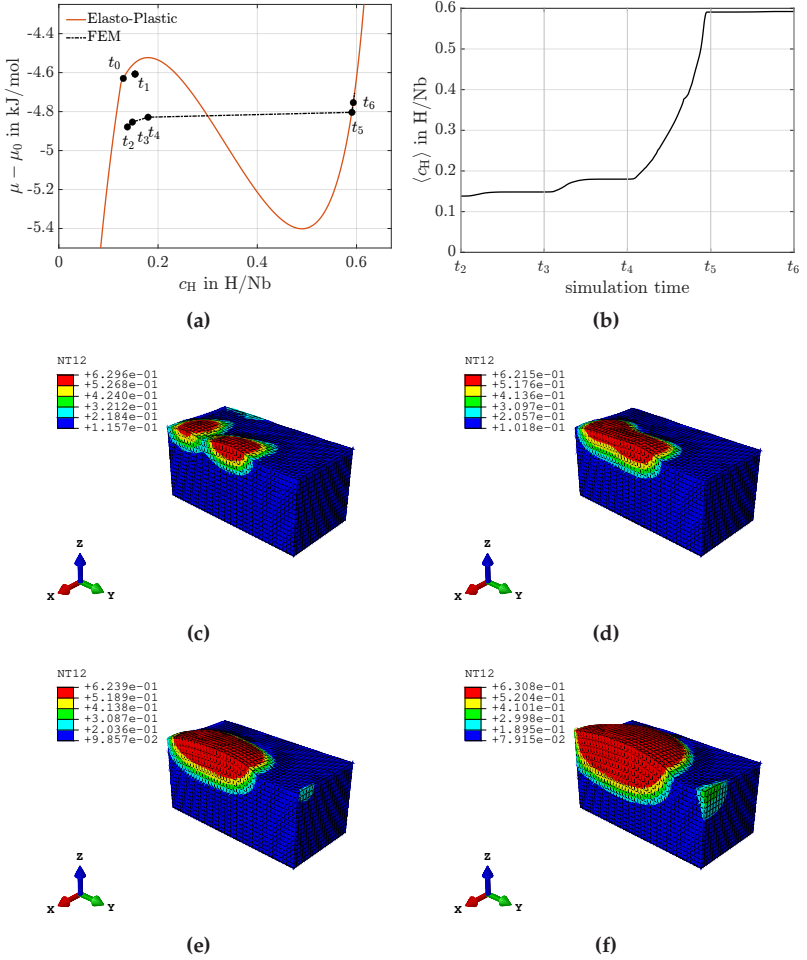 -4.4
-4.6
-4.8
-5
-5.2
-5.4
μ − μ₀ in kJ/mol
Elasto-Plastic
FEM
t₀
t₁
t₂
t₃
t₄
t₅
t₆
0
0.2
0.4
0.6
c_H in H/Nb
(a)
0.6
0.5
0.4
0.3
0.2
0.1
0
⟨c_H⟩ in H/Nb
t₂
t₃
t₄
t₅
t₆
simulation time
(b)
NT12
+6.296e-01
+5.268e-01
+4.240e-01
+3.212e-01
+2.184e-01
+1.157e-01
Z
X
Y
(c)
NT12
+6.215e-01
+5.176e-01
+4.136e-01
+3.097e-01
+2.057e-01
+1.018e-01
Z
X
Y
(d)
NT12
+6.239e-01
+5.189e-01
+4.138e-01
+3.087e-01
+2.036e-01
+9.857e-02
Z
X
Y
(e)
NT12
+6.308e-01
+5.204e-01
+4.101e-01
+2.998e-01
+1.895e-01
+7.915e-02
Z
X
Y
(f)